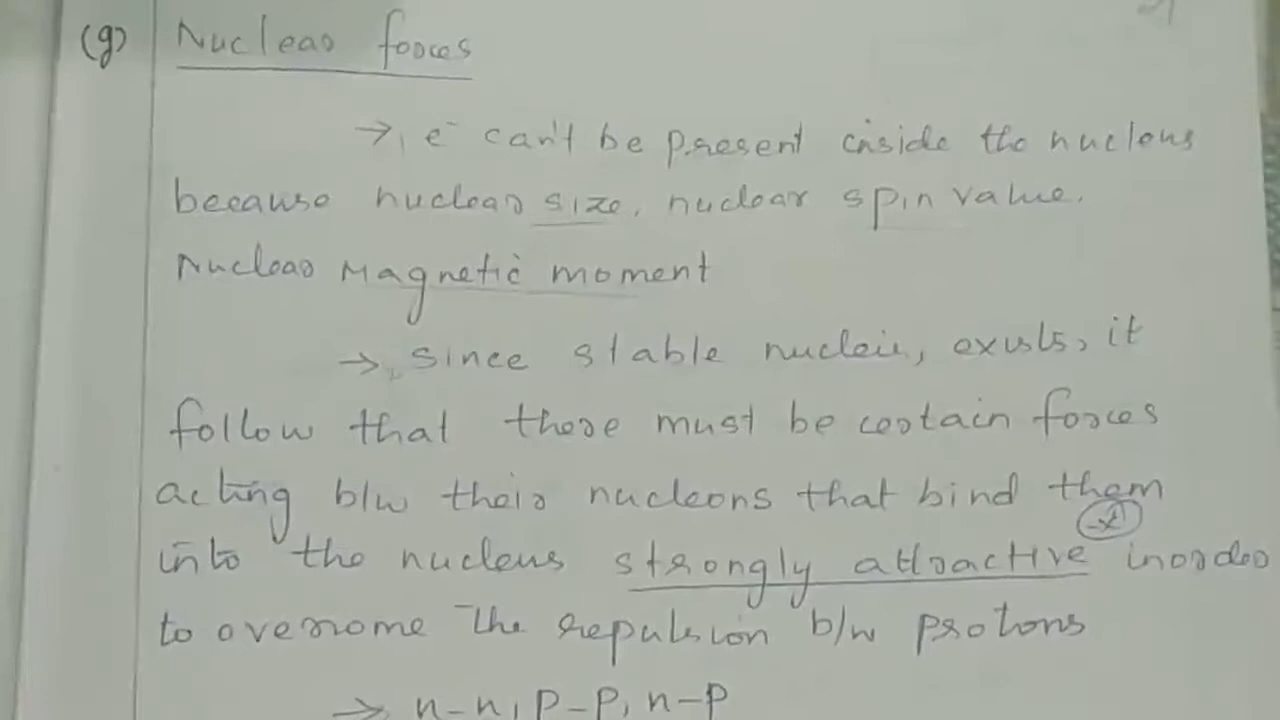 (g) Nuclear forces
→, e⁻ can't be present inside the nucleus
because nuclear size, nuclear spin value.
Nuclear Magnetic moment
→, since stable nucleii, exists, it
follow that there must be certain forces
acting b/w their nucleons that bind them
into the nucleus strongly attractive inorder
to overcome the repulsion b/w protons
→ n-n, p-p, n-p